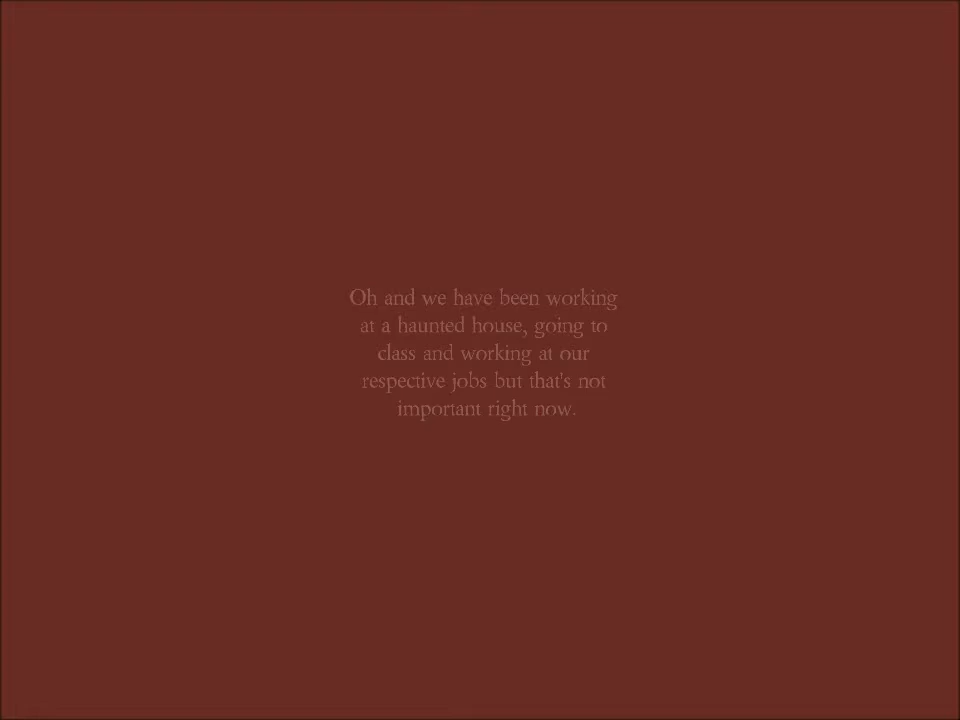 Oh and we have been working
at a haunted house, going to
class and working at our
respective jobs but that's not
important right now.